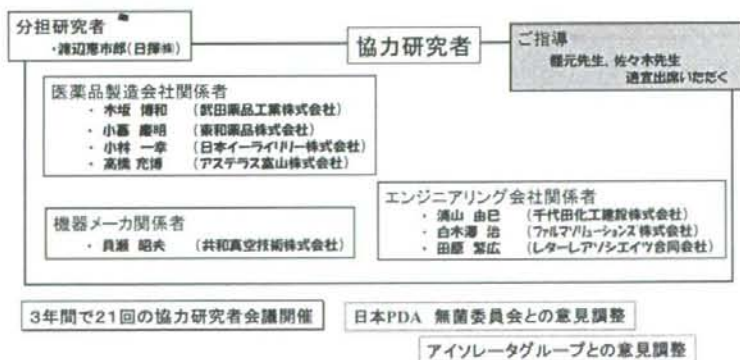 分担研究者
・渡辺恵市郎(日揮㈱)
協力研究者
ご指導
棚元先生、佐々木先生
適宜出席いただく
医薬品製造会社関係者
・ 木坂 博和 (武田薬品工業株式会社)
・ 小暮 慶明 (東和薬品株式会社)
・ 小林 一幸 (日本イーライリリー株式会社)
・ 高橋 充博 (アステラス富山株式会社)
エンジニアリング会社関係者
・ 浦山 由巳 (千代田化工建設株式会社)
・ 白木澤 治 (ファルマソリューションズ株式会社)
・ 田原 繁広 (レターレアソシエイツ合同会社)
機器メーカ関係者
・ 貝瀬 昭夫 (共和真空技術株式会社)
3年間で21回の協力研究者会議開催
日本PDA 無菌委員会との意見調整
アイソレータグループとの意見調整